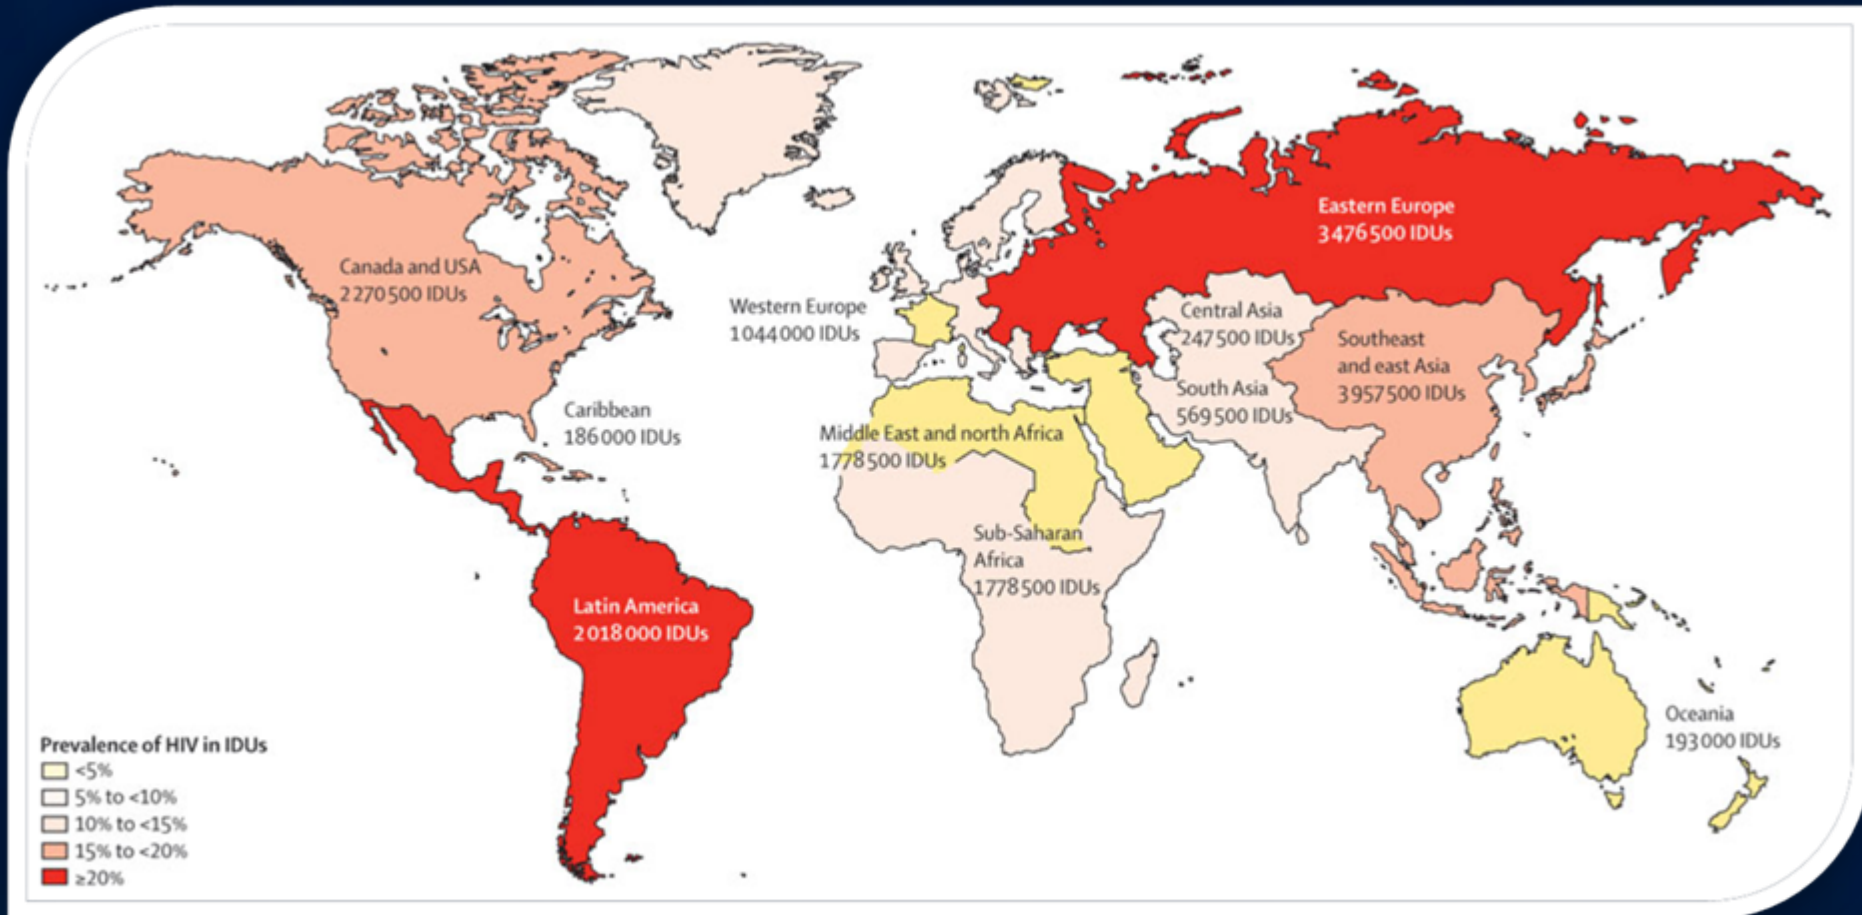 Eastern Europe
3476500 IDUs
Canada and USA
2270500 IDUs
Western Europe
1044000 IDUs
Central Asia
247500 IDUs
Southeast
and east Asia
3957500 IDUs
South Asia
569500 IDUs
Caribbean
186000 IDUs
Middle East and north Africa
1778500 IDUs
Sub-Saharan
Africa
1778500 IDUs
Latin America
2018000 IDUs
Oceania
193000 IDUs
Prevalence of HIV in IDUs
<5%
5% to <10%
10% to <15%
15% to <20%
≥20%